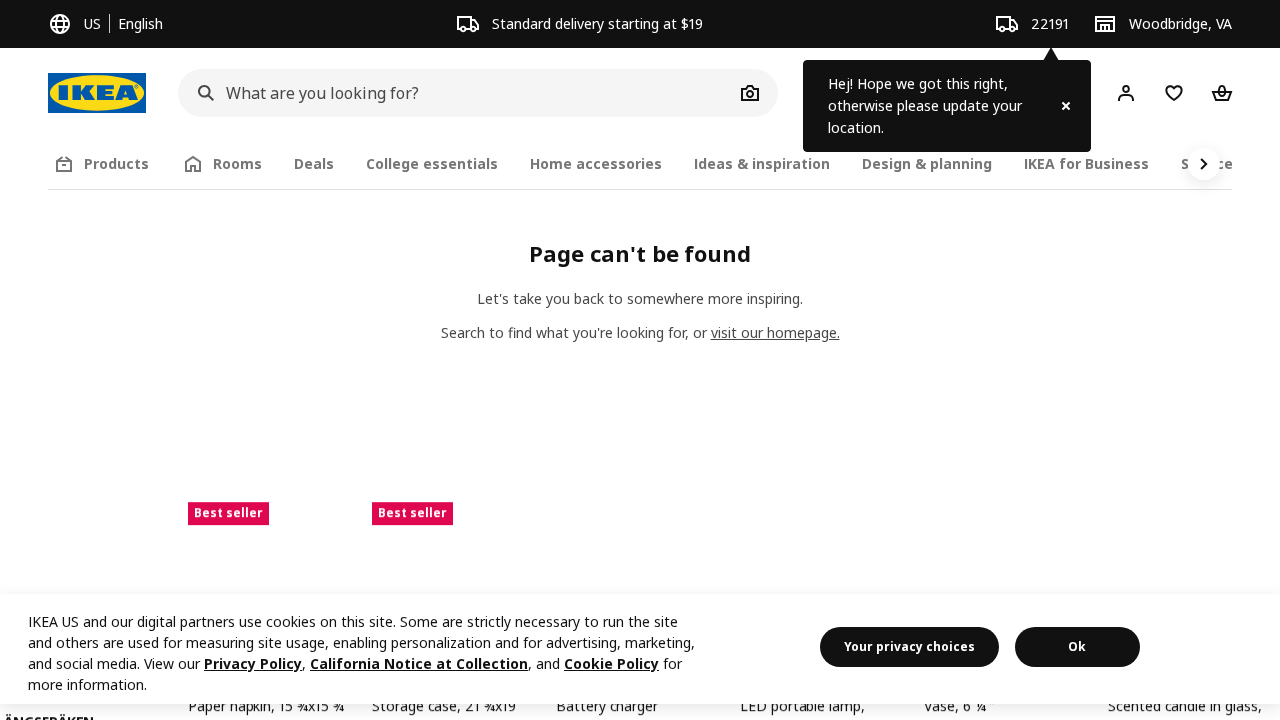 US English
Standard delivery starting at $19
22191
Woodbridge, VA
IKEA
What are you looking for?
Hej! Hope we got this right,
otherwise please update your
location.
Products
Rooms
Deals
College essentials
Home accessories
Ideas & inspiration
Design & planning
IKEA for Business
Page can't be found
Let's take you back to somewhere more inspiring.
Search to find what you're looking for, or visit our homepage.
Best seller
Best seller
IKEA US and our digital partners use cookies on this site. Some are strictly necessary to run the site
and others are used for measuring site usage, enabling personalization and for advertising, marketing,
and social media. View our Privacy Policy, California Notice at Collection, and Cookie Policy for
more information.
Your privacy choices
Ok
Paper napkin, 15 ¾x15 ¾
Storage case, 21 ¾x19
Battery charger
LED portable lamp,
Vase, 6 ¼ "
Scented candle in glass,